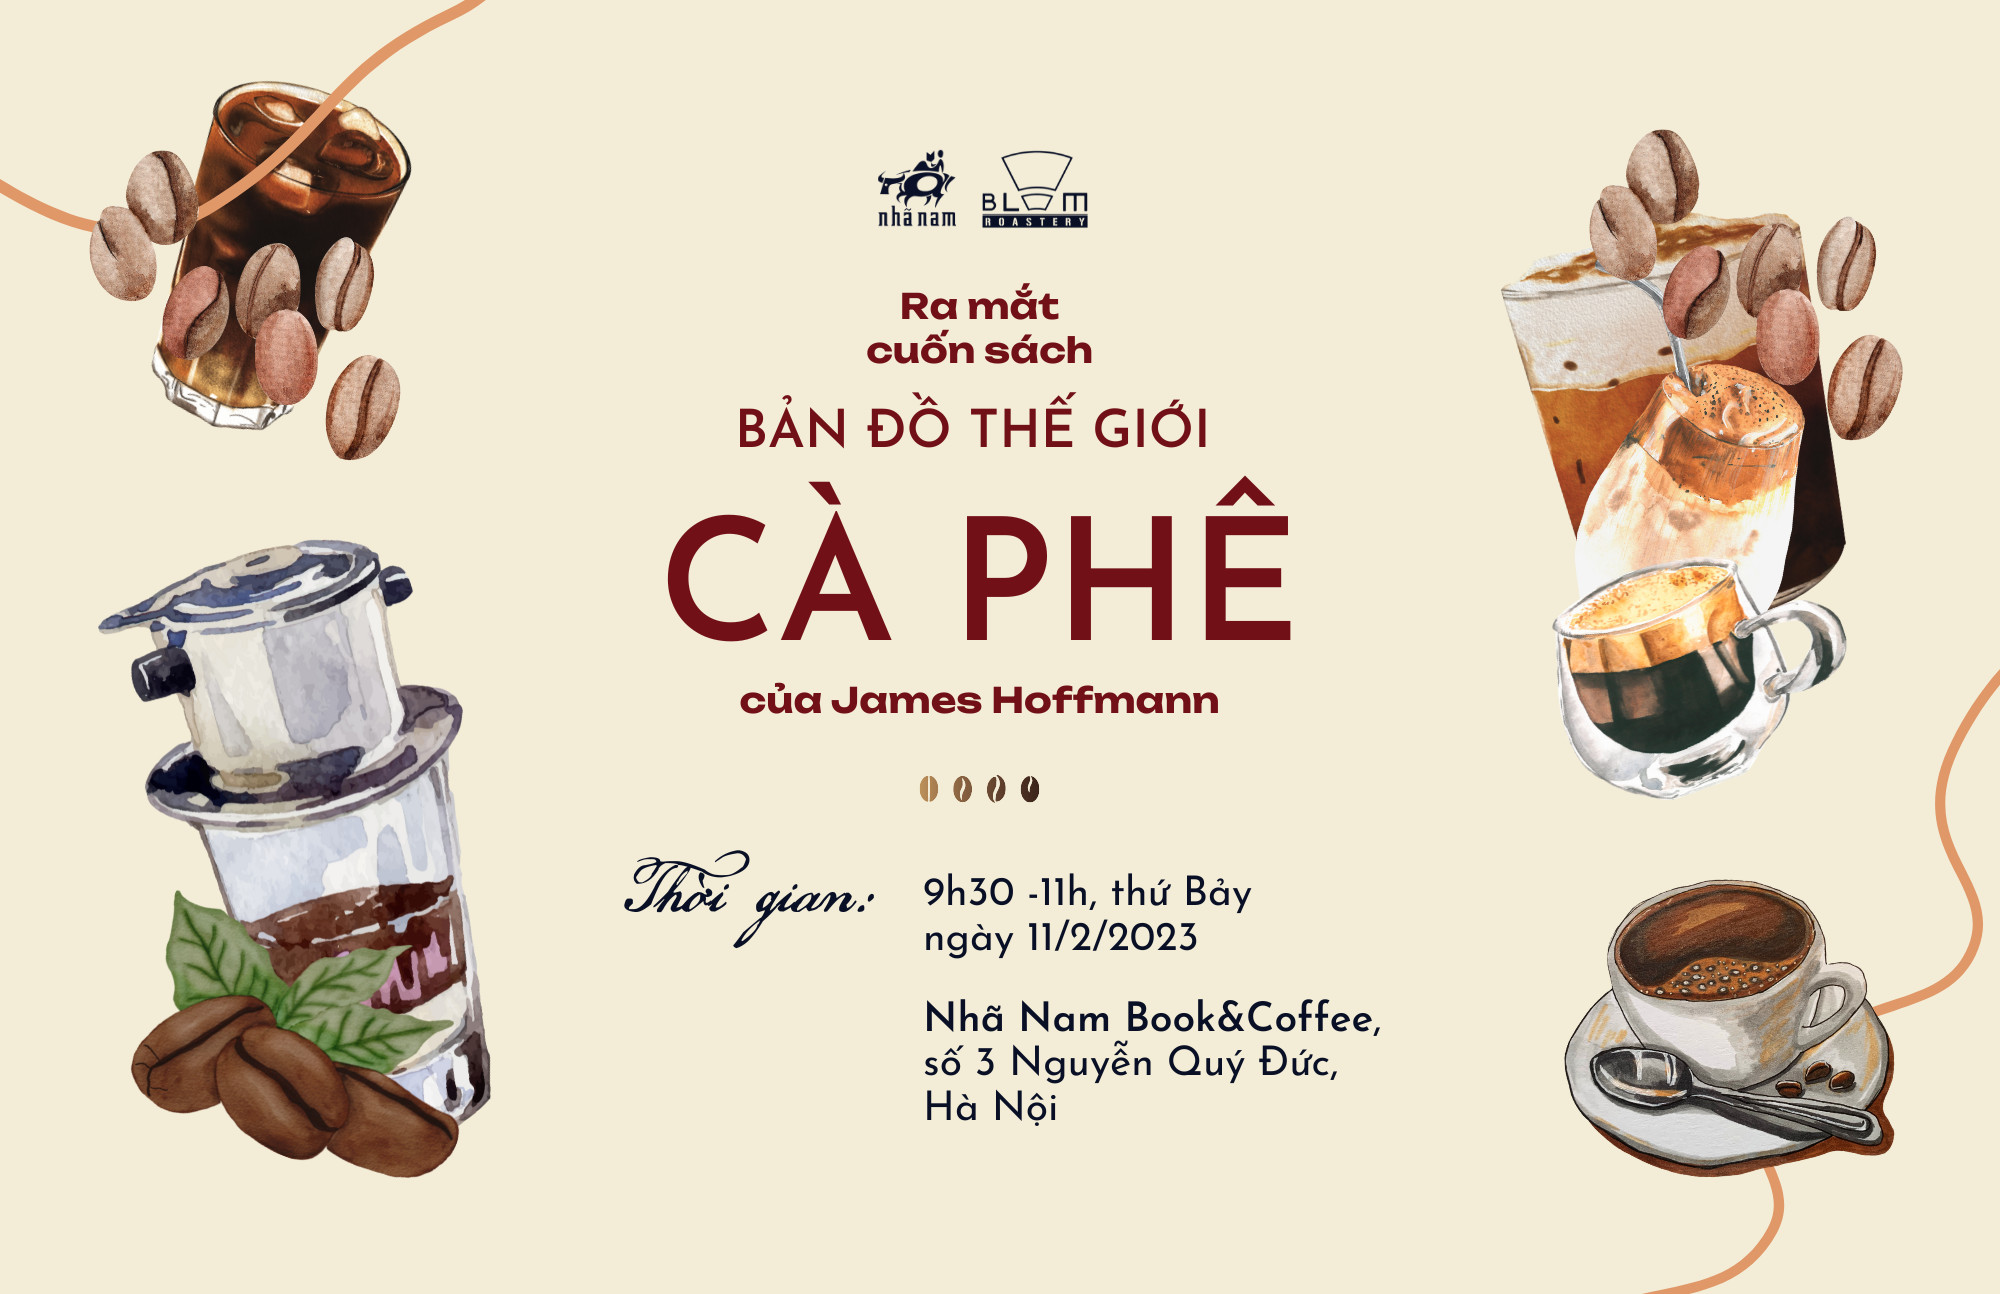 nhã nam
BLOM
ROASTERY
Ra mắt
cuốn sách
BẢN ĐỒ THẾ GIỚI
CÀ PHÊ
của James Hoffmann
Thời gian:
9h30 -11h, thứ Bảy
ngày 11/2/2023
Nhã Nam Book&Coffee,
số 3 Nguyễn Quý Đức,
Hà Nội